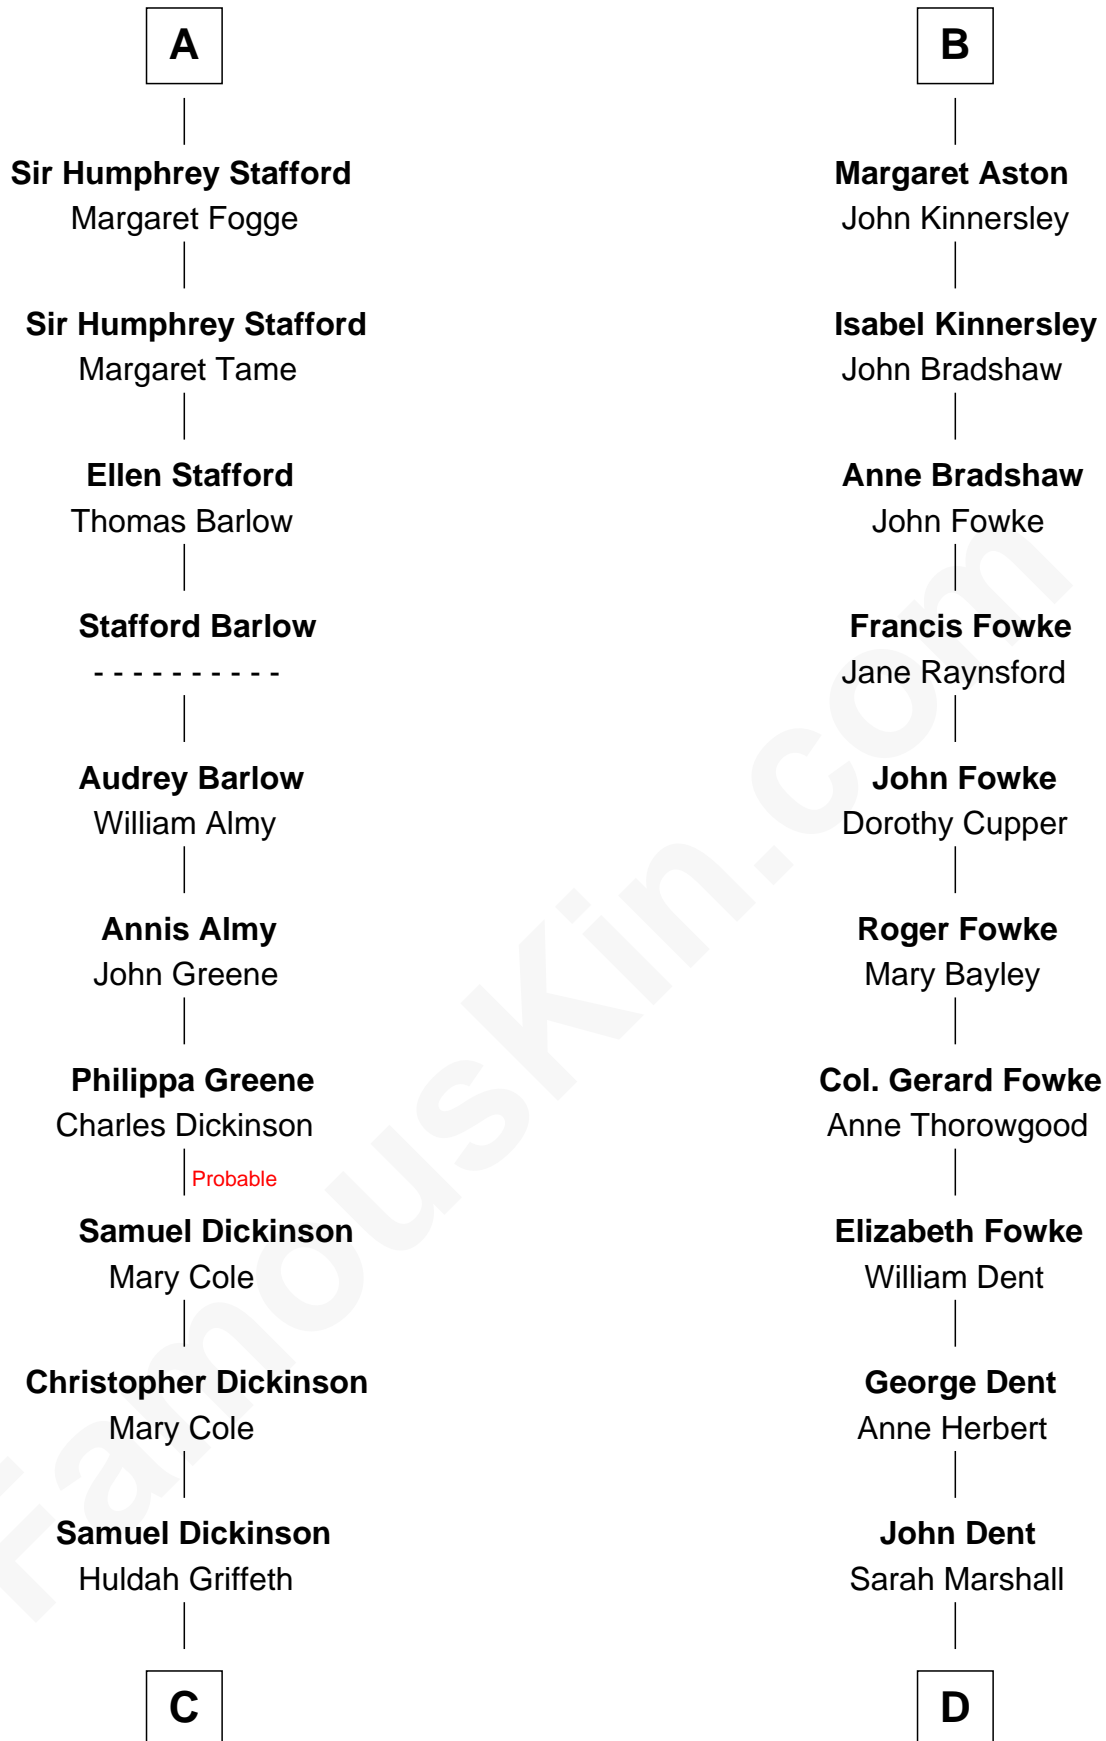 A
Sir Humphrey Stafford
Margaret Fogge
Sir Humphrey Stafford
Margaret Tame
Ellen Stafford
Thomas Barlow
Stafford Barlow
- - - - - - - - - -
Audrey Barlow
William Almy
Annis Almy
John Greene
Philippa Greene
Charles Dickinson
Probable
Samuel Dickinson
Mary Cole
Christopher Dickinson
Mary Cole
Samuel Dickinson
Huldah Griffeth
C
B
Margaret Aston
John Kinnersley
Isabel Kinnersley
John Bradshaw
Anne Bradshaw
John Fowke
Francis Fowke
Jane Raynsford
John Fowke
Dorothy Cupper
Roger Fowke
Mary Bayley
Col. Gerard Fowke
Anne Thorowgood
Elizabeth Fowke
William Dent
George Dent
Anne Herbert
John Dent
Sarah Marshall
D
FamousKin.com